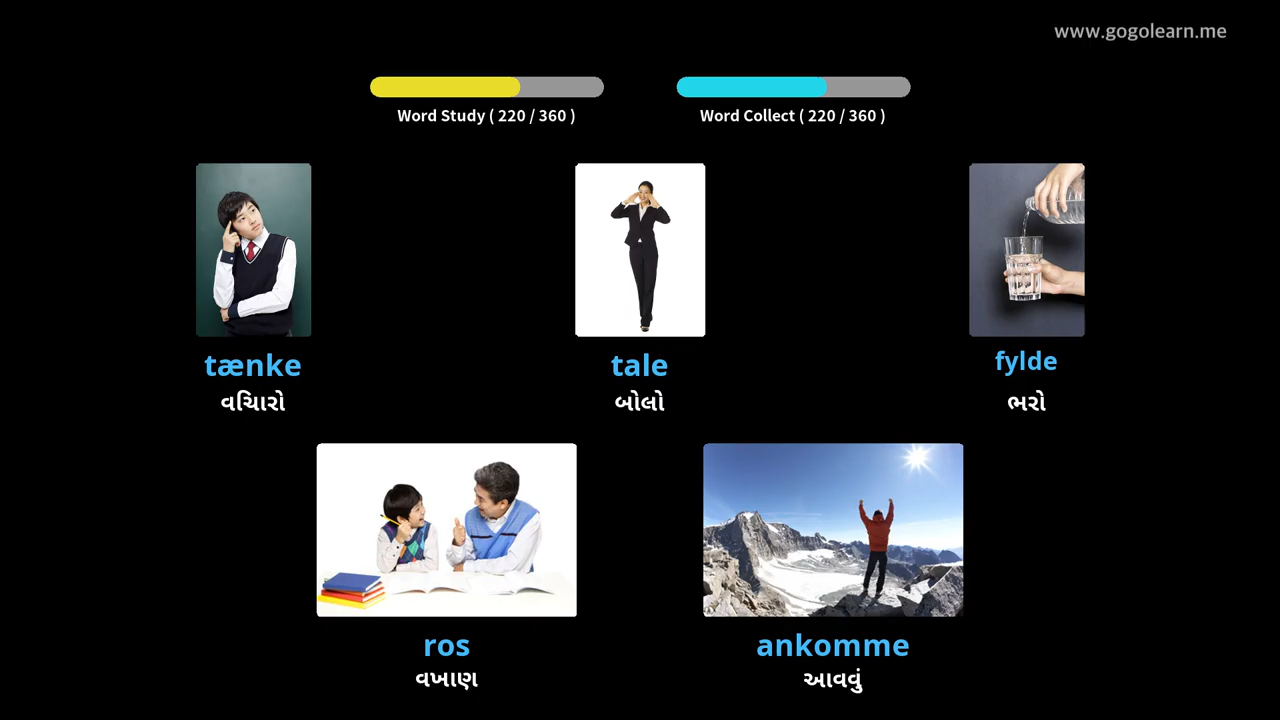 www.gogolearn.me
Word Study ( 220 / 360 )
Word Collect ( 220 / 360 )
tænke
વિચારો
tale
બોલો
fylde
ભરો
ros
વખાણ
ankomme
આવવું